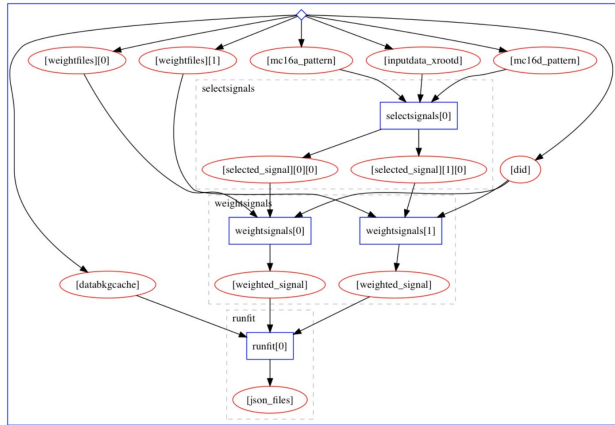 [weightfiles][0]
[weightfiles][1]
[mc16a_pattern]
[inputdata_xrootd]
[mc16d_pattern]
selectsignals
selectsignals[0]
[selected_signal][0][0]
[selected_signal][1][0]
[did]
weightsignals
weightsignals[0]
weightsignals[1]
[databkgcache]
[weighted_signal]
[weighted_signal]
runfit
runfit[0]
[json_files]